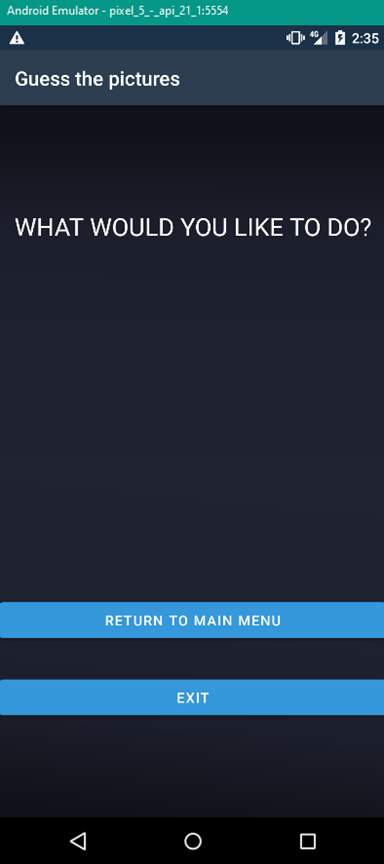 Android Emulator - pixel_5_-_api_21_1:5554
4G 2:35
Guess the pictures
WHAT WOULD YOU LIKE TO DO?
RETURN TO MAIN MENU
EXIT